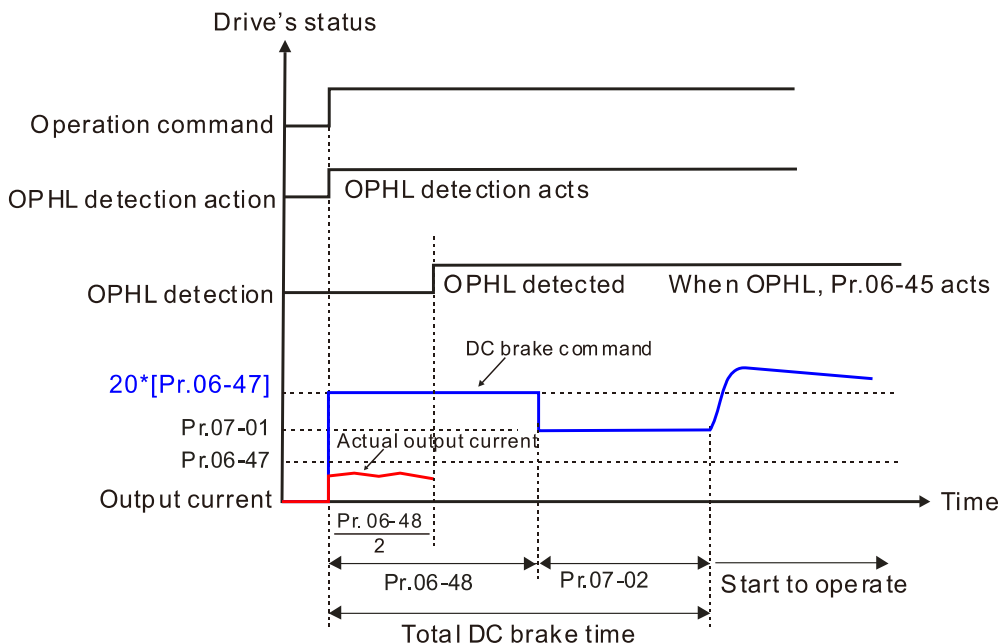 Drive's status
Operation command
OPHL detection action
OPHL detection acts
OPHL detection
OPHL detected
When OPHL, Pr.06-45 acts
DC brake command
20*[Pr.06-47]
Pr.07-01
Actual output current
Pr.06-47
Output current
Time
Pr. 06-48
2
Pr.06-48
Pr.07-02
Start to operate
Total DC brake time